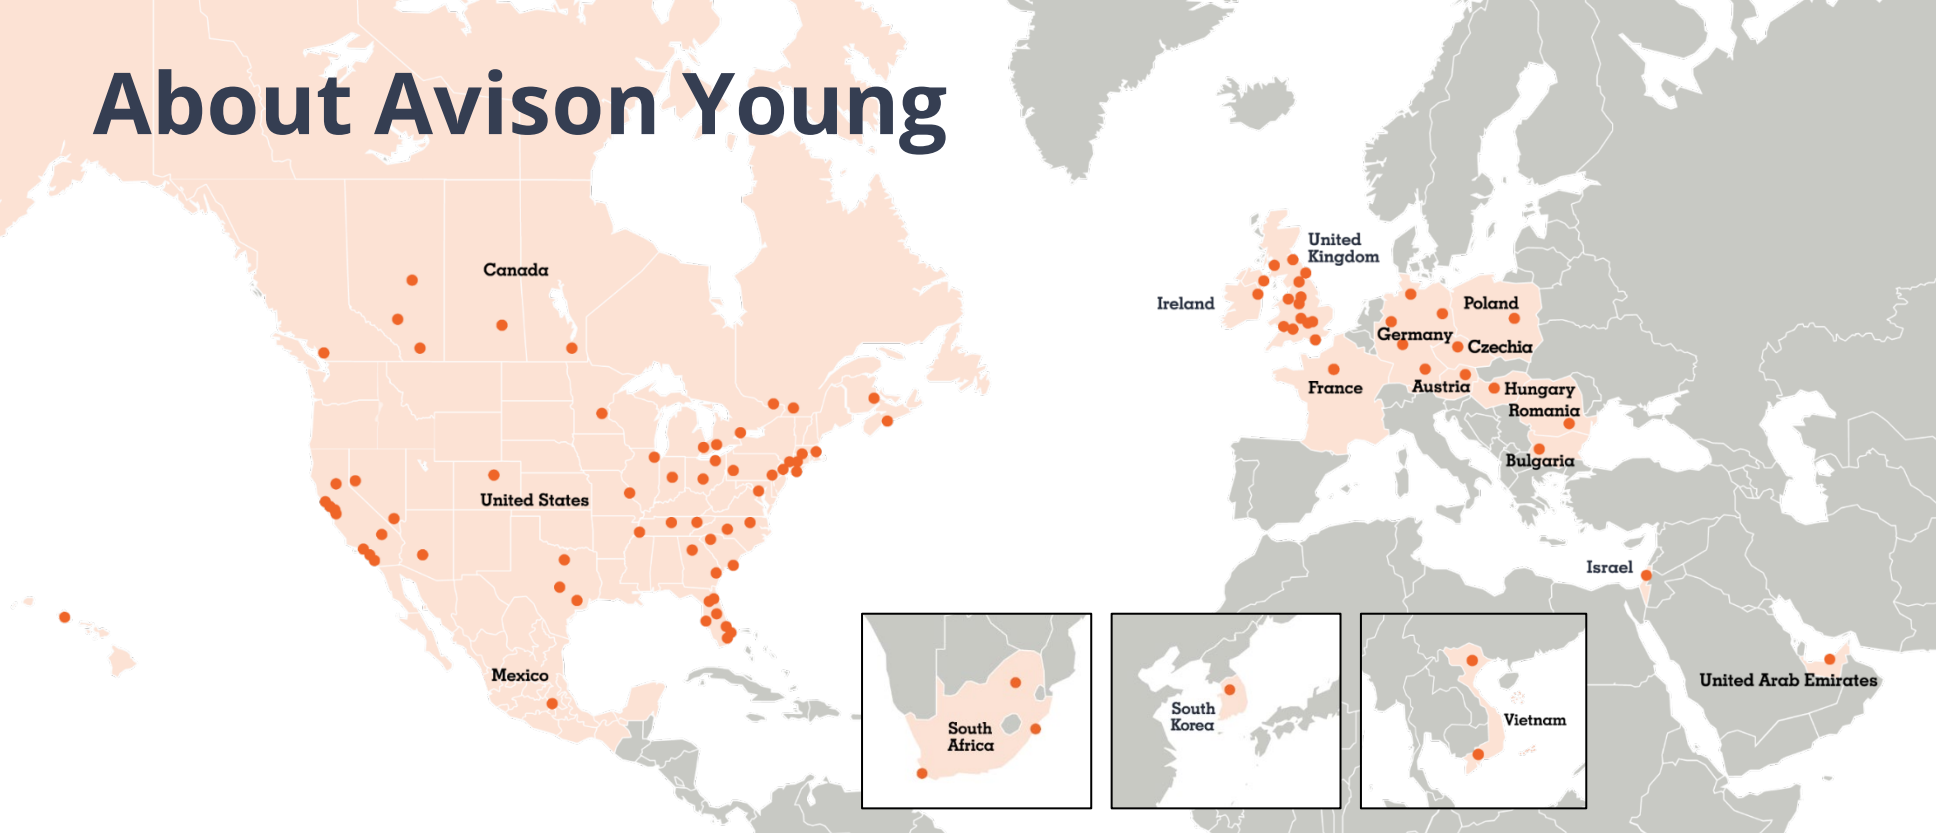 About Avison Young
Canada
United States
Mexico
United
Kingdom
Ireland
Poland
Germany
Czechia
France
Austria
Hungary
Romania
Bulgaria
Israel
United Arab Emirates
South
Africa
South
Korea
Vietnam